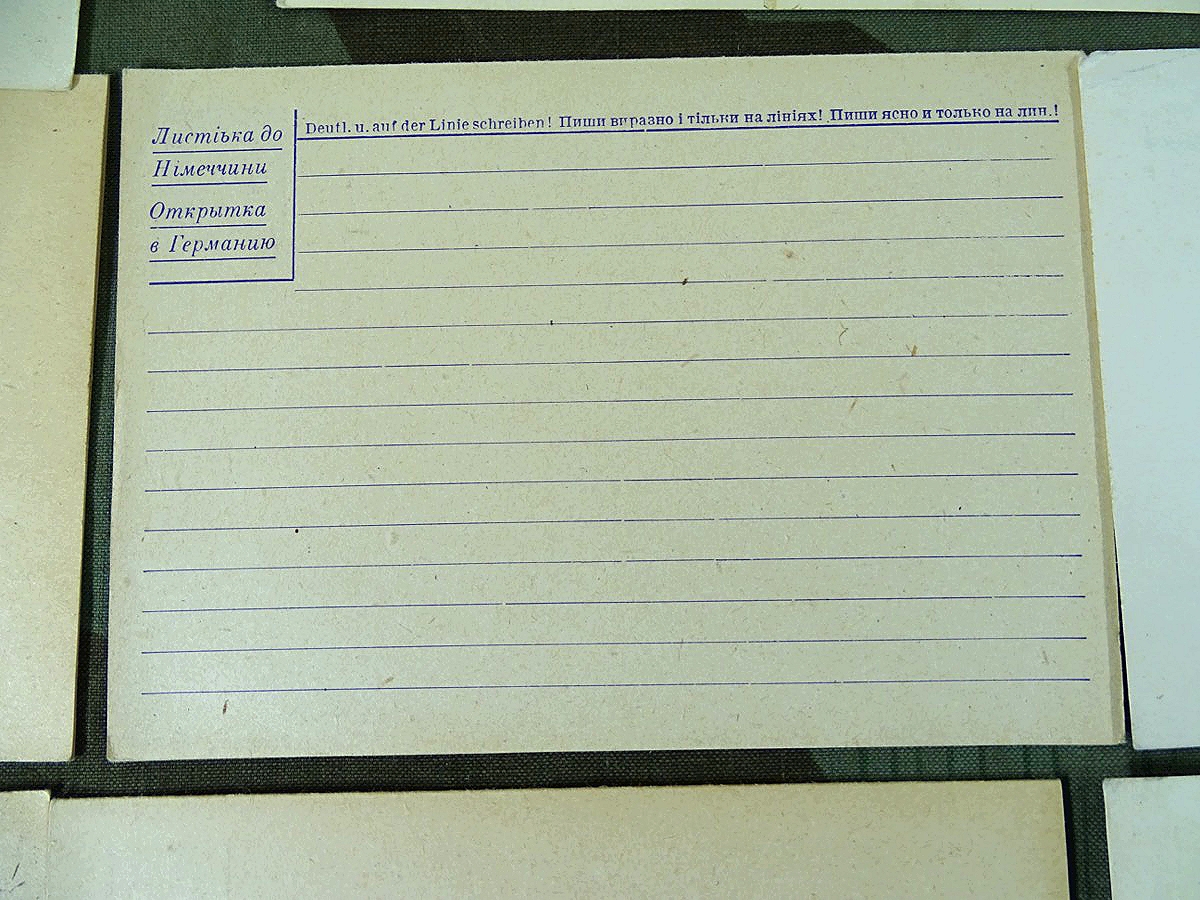 Листівка до
Німеччини
Открытка
в Германию
Deutl. u. auf der Linie schreiben! Пиши виразно і тільки на лініях! Пиши ясно и только на лин.!